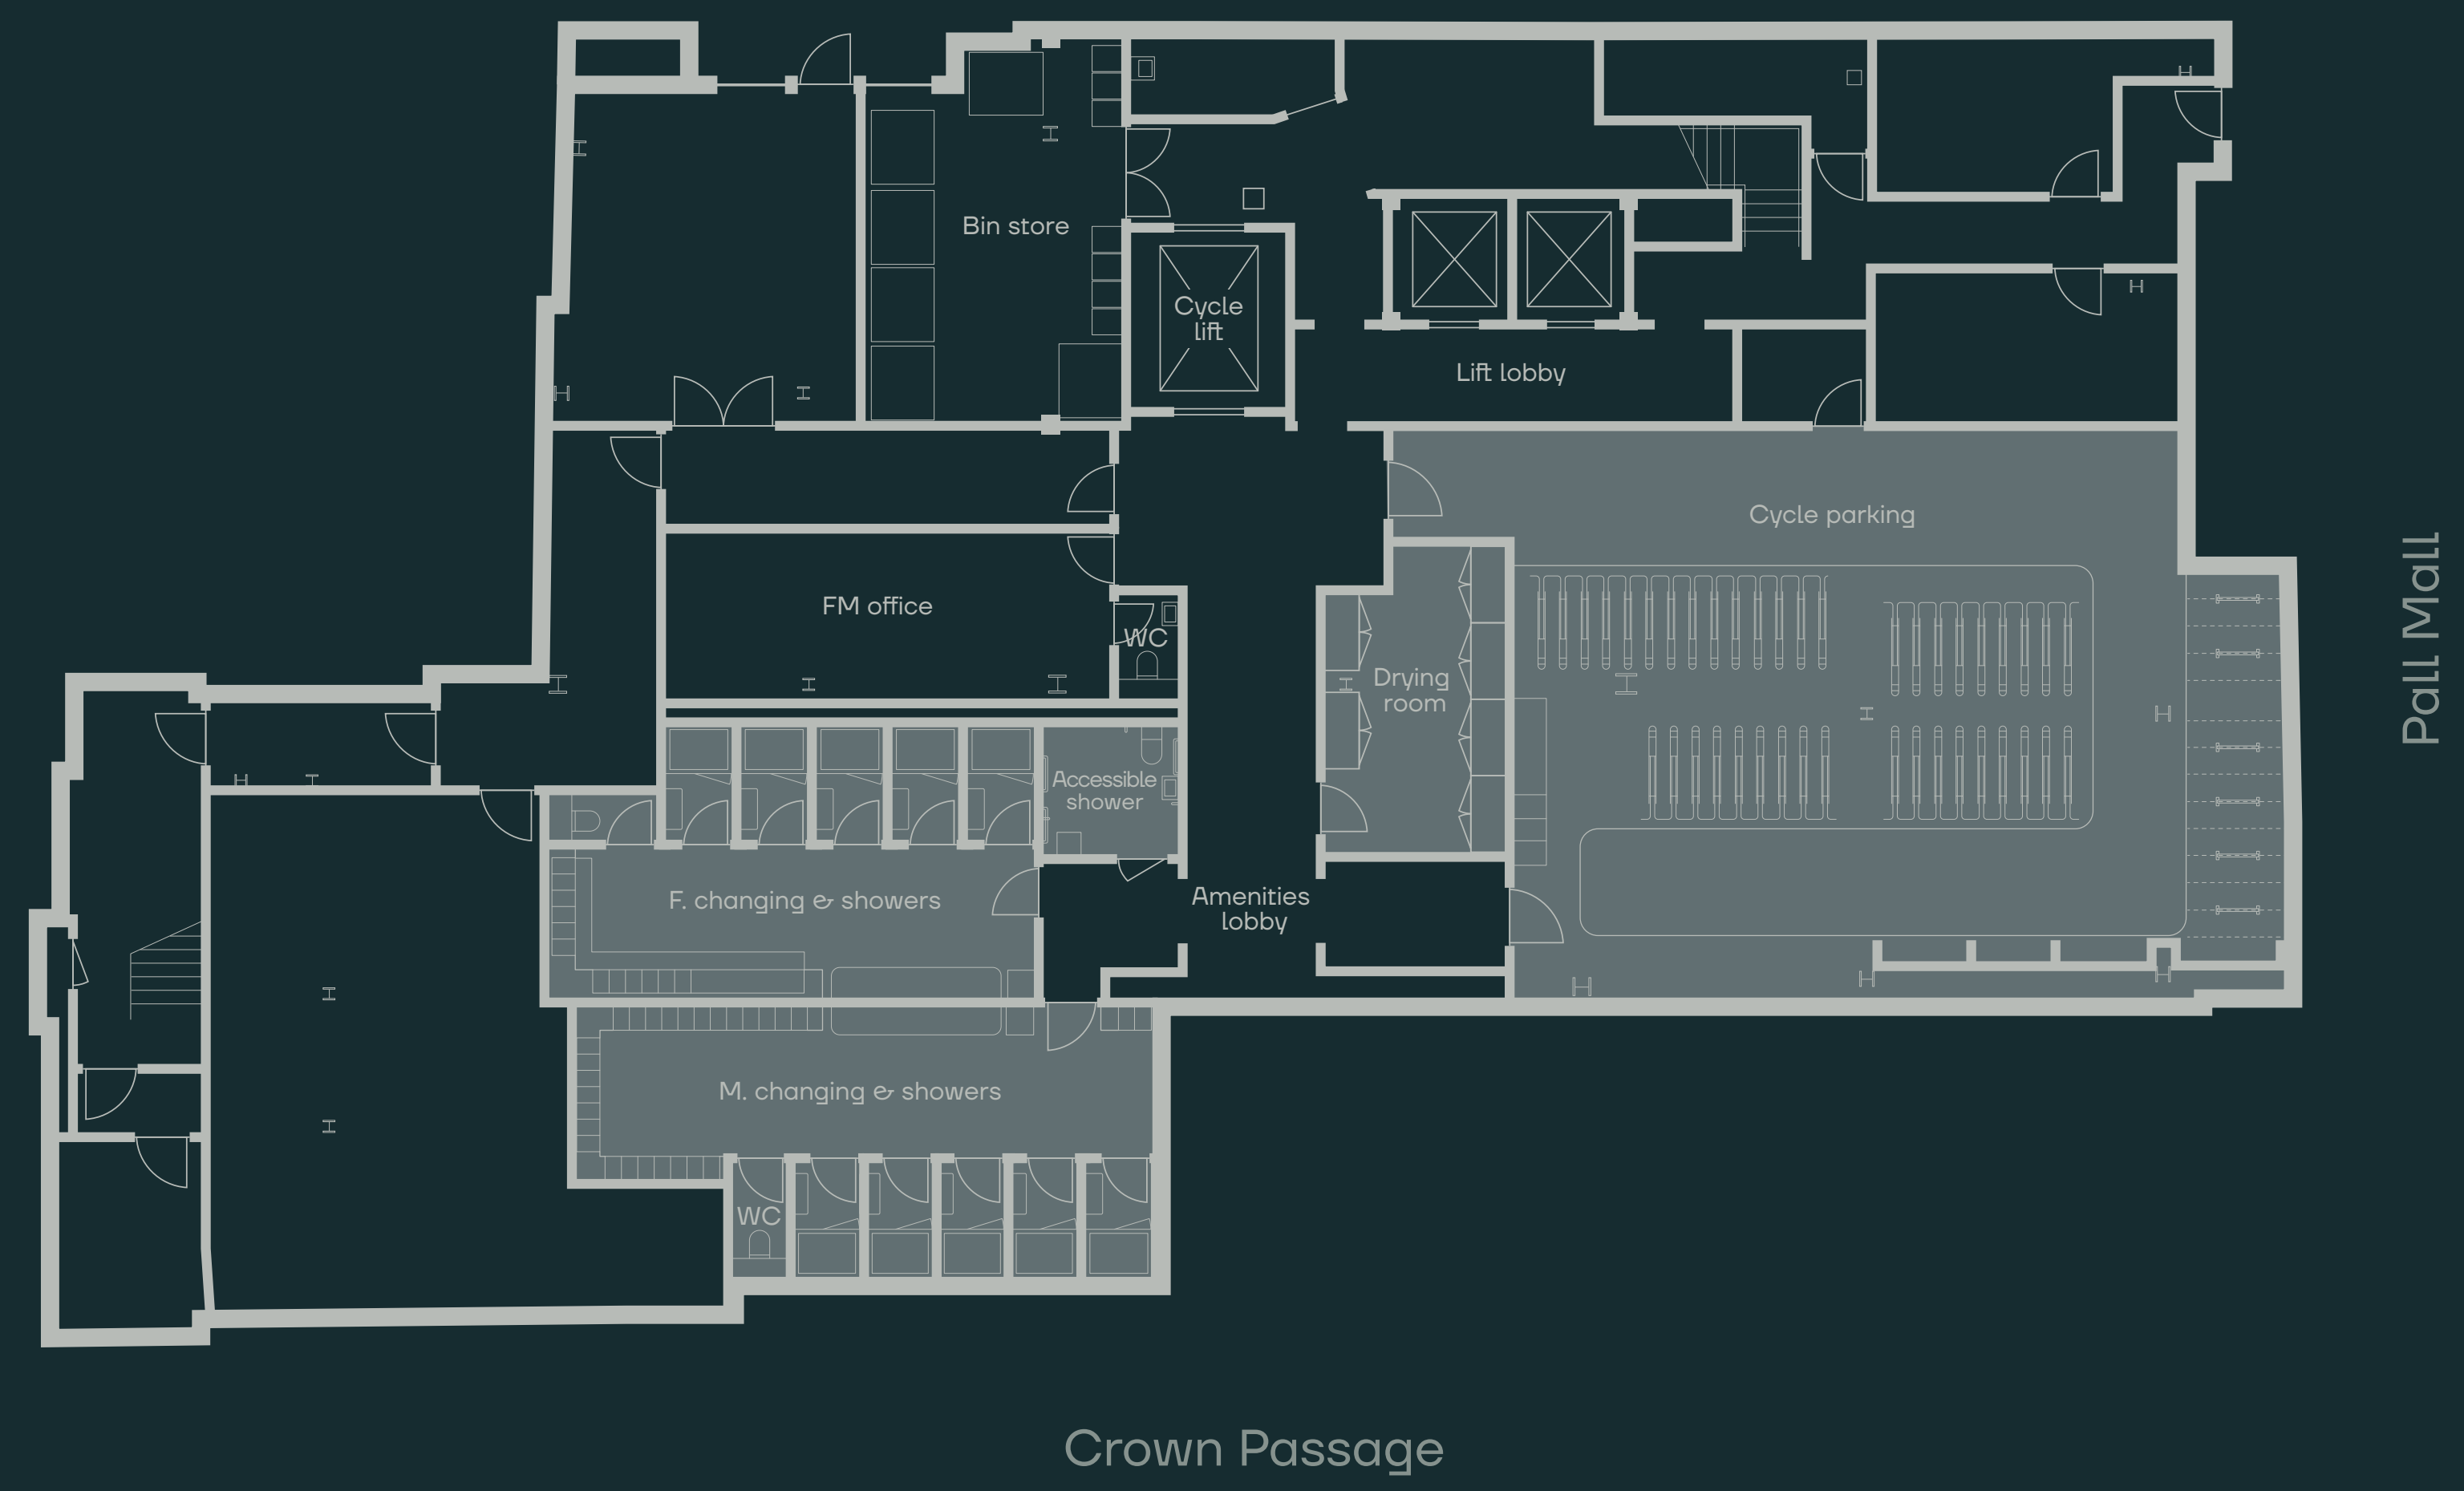 Bin store
Cycle
lift
Lift lobby
Cycle parking
FM office
WC
Drying
room
Accessible
shower
F. changing & showers
Amenities
lobby
M. changing & showers
WC
Pall Mall
Crown Passage